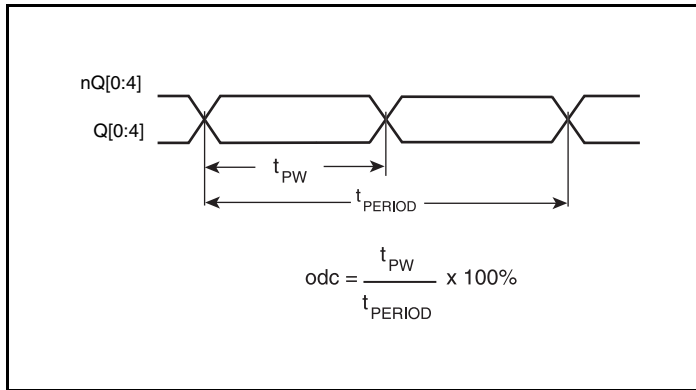 nQ[0:4]
Q[0:4]
tPW
tPERIOD
odc = tPW / tPERIOD x 100%